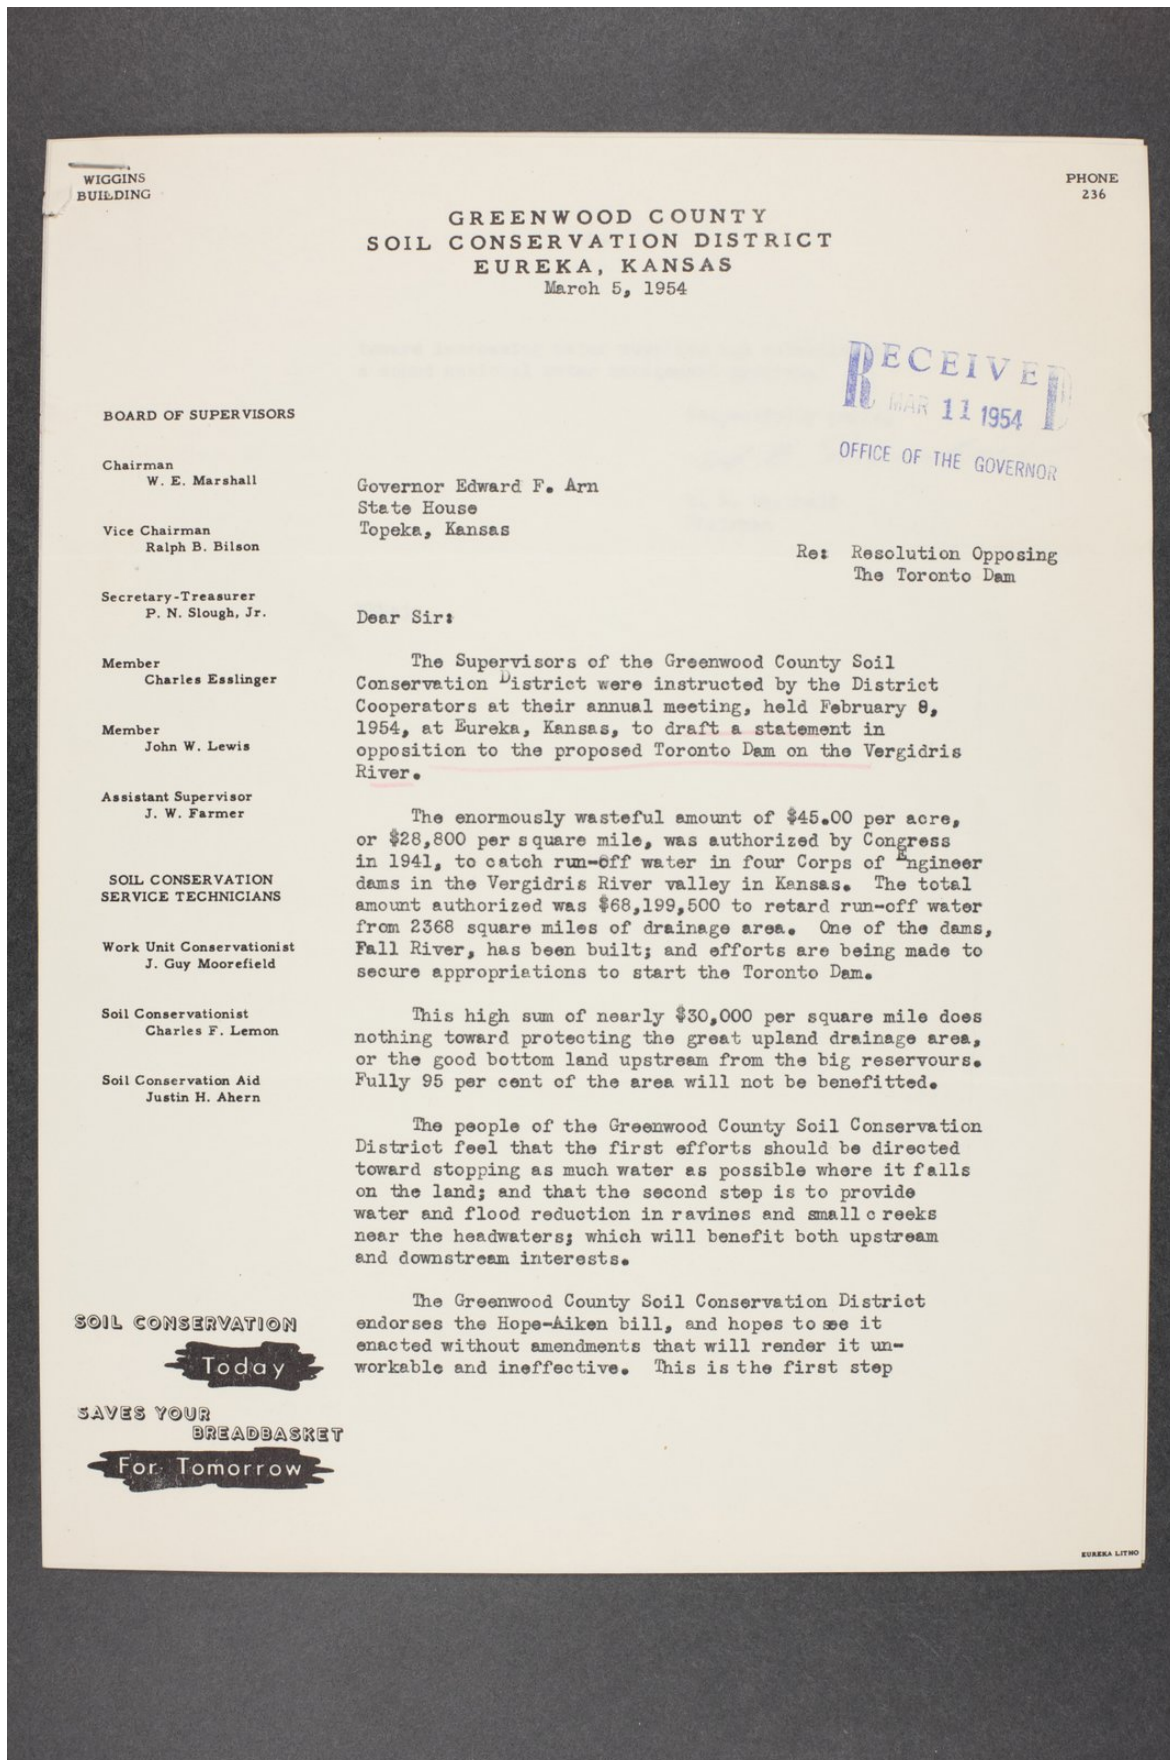 WIGGINS
BUILDING
PHONE
236
GREENWOOD COUNTY
SOIL CONSERVATION DISTRICT
EUREKA, KANSAS
March 5, 1954
RECEIVED
MAR 11 1954
OFFICE OF THE GOVERNOR
BOARD OF SUPERVISORS
Chairman
W. E. Marshall
Vice Chairman
Ralph B. Bilson
Secretary-Treasurer
P. N. Slough, Jr.
Member
Charles Esslinger
Member
John W. Lewis
Assistant Supervisor
J. W. Farmer
SOIL CONSERVATION
SERVICE TECHNICIANS
Work Unit Conservationist
J. Guy Moorefield
Soil Conservationist
Charles F. Lemon
Soil Conservation Aid
Justin H. Ahern
SOIL CONSERVATION
Today
SAVES YOUR
BREADBASKET
For Tomorrow
Governor Edward F. Arn
State House
Topeka, Kansas
Re: Resolution Opposing
The Toronto Dam
Dear Sir:
The Supervisors of the Greenwood County Soil
Conservation District were instructed by the District
Cooperators at their annual meeting, held February 8,
1954, at Eureka, Kansas, to draft a statement in
opposition to the proposed Toronto Dam on the Vergidris
River.
The enormously wasteful amount of $45.00 per acre,
or $28,800 per square mile, was authorized by Congress
in 1941, to catch run-off water in four Corps of Engineer
dams in the Vergidris River valley in Kansas. The total
amount authorized was $68,199,500 to retard run-off water
from 2368 square miles of drainage area. One of the dams,
Fall River, has been built; and efforts are being made to
secure appropriations to start the Toronto Dam.
This high sum of nearly $30,000 per square mile does
nothing toward protecting the great upland drainage area,
or the good bottom land upstream from the big reservours.
Fully 95 per cent of the area will not be benefitted.
The people of the Greenwood County Soil Conservation
District feel that the first efforts should be directed
toward stopping as much water as possible where it falls
on the land; and that the second step is to provide
water and flood reduction in ravines and small creeks
near the headwaters; which will benefit both upstream
and downstream interests.
The Greenwood County Soil Conservation District
endorses the Hope-Aiken bill, and hopes to see it
enacted without amendments that will render it un-
workable and ineffective. This is the first step
EUREKA LITHO